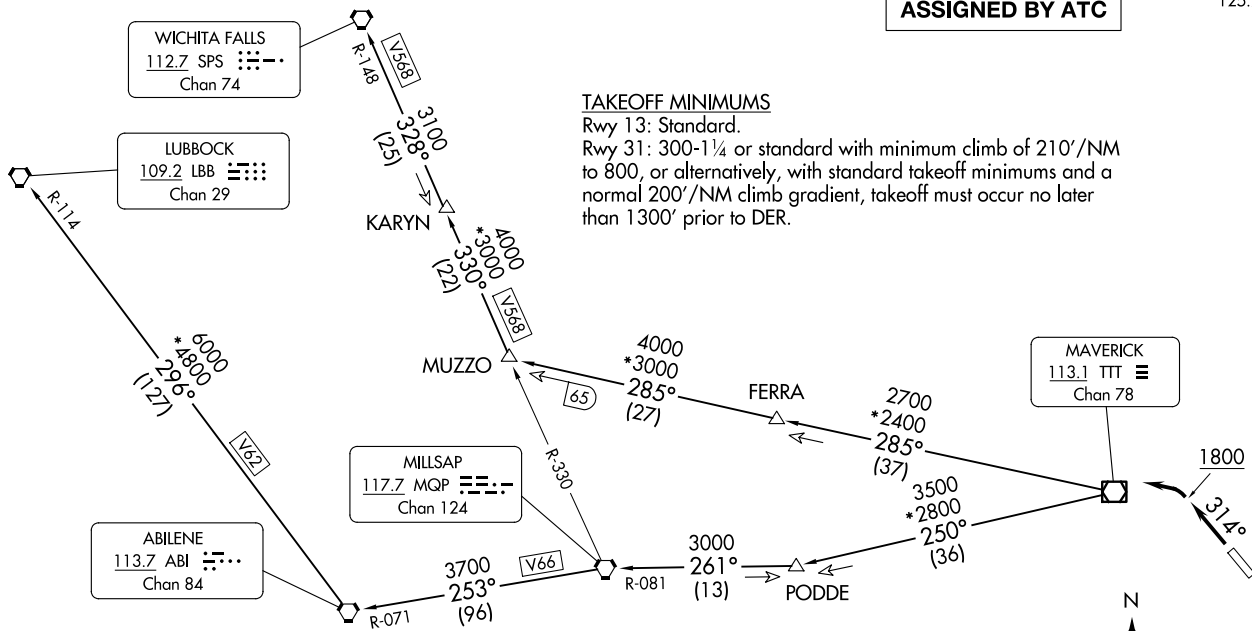 ASSIGNED BY ATC
125.
WICHITA FALLS
112.7 SPS
Chan 74
R-148
V568
3100
328°
(25)
LUBBOCK
109.2 LBB
Chan 29
R-114
TAKEOFF MINIMUMS
Rwy 13: Standard.
Rwy 31: 300-1¼ or standard with minimum climb of 210'/NM
to 800, or alternatively, with standard takeoff minimums and a
normal 200'/NM climb gradient, takeoff must occur no later
than 1300' prior to DER.
KARYN
4000
*3000
330°
(22)
V568
6000
*4800
296°
(127)
V62
MUZZO
4000
*3000
285°
(27)
65
FERRA
2700
*2400
285°
(37)
MAVERICK
113.1 TTT
Chan 78
1800
314°
R-330
MILLSAP
117.7 MQP
Chan 124
3500
*2800
250°
(36)
ABILENE
113.7 ABI
Chan 84
R-071
3700
253°
(96)
V66
R-081
3000
261°
(13)
PODDE
N